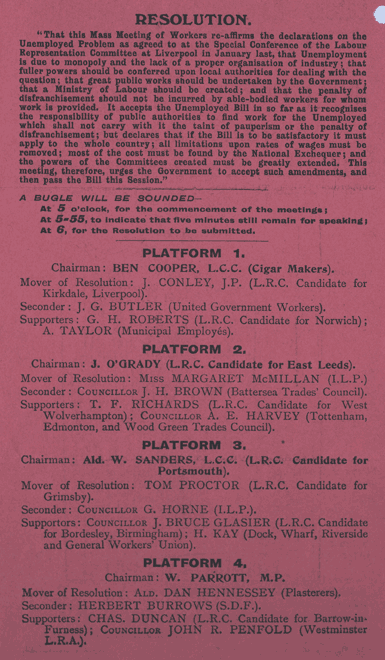 RESOLUTION.
"That this Mass Meeting of Workers re-affirms the declarations on the
Unemployed Problem as agreed to at the Special Conference of the Labour
Representation Committee at Liverpool in January last, that Unemployment
is due to monopoly and the lack of a proper organisation of industry; that
fuller powers should be conferred upon local authorities for dealing with the
question; that great public works should be undertaken by the Government;
that a Ministry of Labour should be created; and that the penalty of
disfranchisement should not be incurred by able-bodied workers for whom
work is provided. It accepts the Unemployed Bill in so far as it recognises
the responsibility of public authorities to find work for the Unemployed
which shall not carry with it the taint of pauperism or the penalty of
disfranchisement; but declares that if the Bill is to be satisfactory it must
apply to the whole country; all limitations upon rates of wages must be
removed; most of the cost must be found by the National Exchequer; and
the powers of the Committees created must be greatly extended. This
meeting, therefore, urges the Government to accept such amendments, and
then pass the Bill this Session."
A BUGLE WILL BE SOUNDED—
At 5 o'clock, for the commencement of the meetings;
At 5-55, to indicate that five minutes still remain for speaking;
At 6, for the Resolution to be submitted.
PLATFORM 1.
Chairman: BEN COOPER, L.C.C. (Cigar Makers).
Mover of Resolution: J. CONLEY, J.P. (L.R.C. Candidate for
Kirkdale, Liverpool).
Seconder: J. G. BUTLER (United Government Workers).
Supporters: G. H. ROBERTS (L.R.C. Candidate for Norwich);
A. TAYLOR (Municipal Employés).
PLATFORM 2.
Chairman: J. O'GRADY (L.R.C. Candidate for East Leeds).
Mover of Resolution: MISS MARGARET McMILLAN (I.L.P.)
Seconder: COUNCILLOR J. H. BROWN (Battersea Trades' Council).
Supporters: T. F. RICHARDS (L.R.C. Candidate for West
Wolverhampton); COUNCILLOR A. E. HARVEY (Tottenham,
Edmonton, and Wood Green Trades Council).
PLATFORM 3.
Chairman: Ald. W. SANDERS, L.C.C. (L.R.C. Candidate for
Portsmouth).
Mover of Resolution: TOM PROCTOR (L.R.C. Candidate for
Grimsby).
Seconder: COUNCILLOR G. HORNE (I.L.P.).
Supporters: COUNCILLOR J. BRUCE GLASIER (L.R.C. Candidate
for Bordesley, Birmingham); H. KAY (Dock, Wharf, Riverside
and General Workers' Union).
PLATFORM 4,
Chairman: W. PARROTT, M.P.
Mover of Resolution: ALD. DAN HENNESSEY (Plasterers).
Seconder; HERBERT BURROWS (S.D.F.).
Supporters: CHAS. DUNCAN (L.R.C. Candidate for Barrow-in-
Furness); COUNCILLOR JOHN R. PENFOLD (Westminster
L.R.A.).